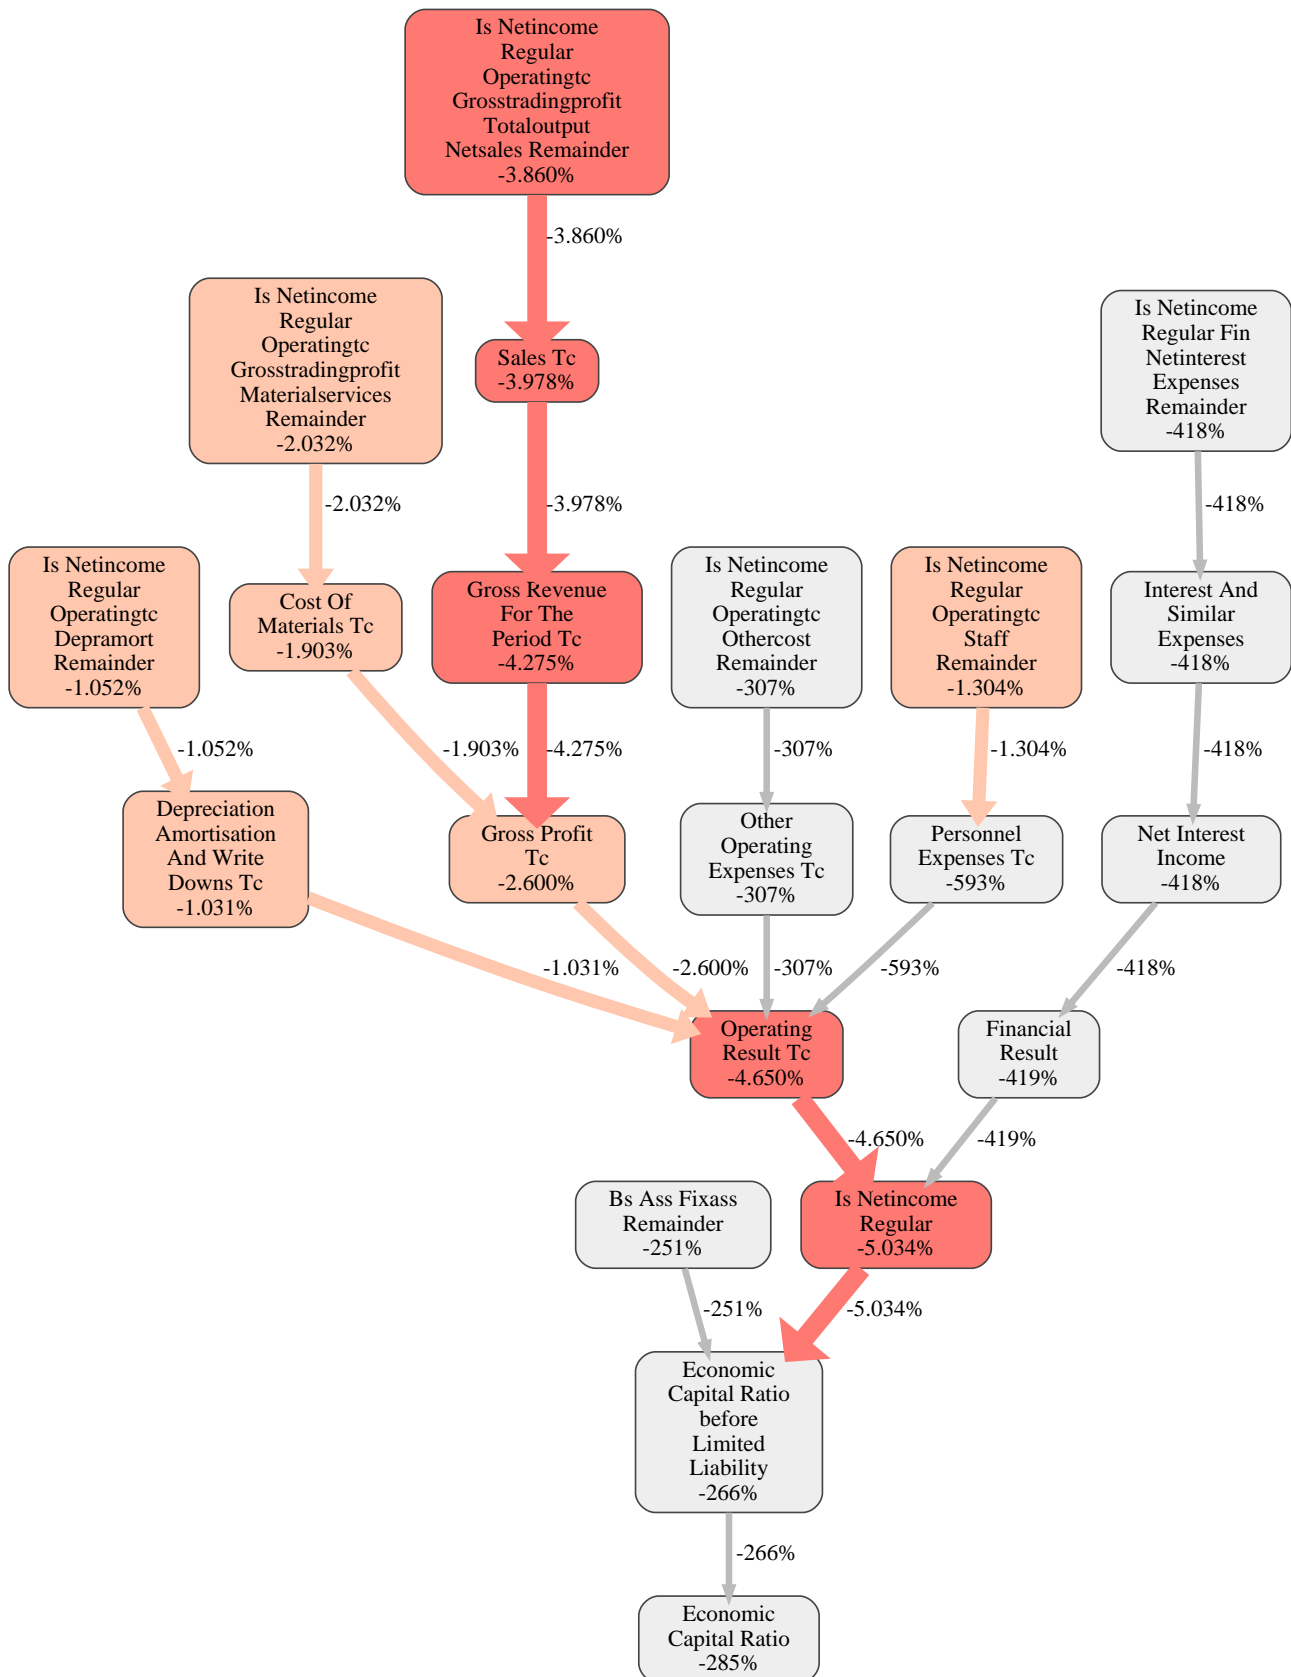 Is Netincome
Regular
Operatingtc
Grosstradingprofit
Totaloutput
Netsales Remainder
-3.860%
-3.860%
Is Netincome
Regular
Operatingtc
Grosstradingprofit
Materialservices
Remainder
-2.032%
Sales Tc
-3.978%
Is Netincome
Regular Fin
Netinterest
Expenses
Remainder
-418%
-2.032%
-3.978%
-418%
Is Netincome
Regular
Operatingtc
Depramort
Remainder
-1.052%
Cost Of
Materials Tc
-1.903%
Gross Revenue
For The
Period Tc
-4.275%
Is Netincome
Regular
Operatingtc
Othercost
Remainder
-307%
Is Netincome
Regular
Operatingtc
Staff
Remainder
-1.304%
Interest And
Similar
Expenses
-418%
-1.052%
-1.903%
-4.275%
-307%
-1.304%
-418%
Depreciation
Amortisation
And Write
Downs Tc
-1.031%
Gross Profit
Tc
-2.600%
Other
Operating
Expenses Tc
-307%
Personnel
Expenses Tc
-593%
Net Interest
Income
-418%
-1.031%
-2.600%
-307%
-593%
-418%
Operating
Result Tc
-4.650%
Financial
Result
-419%
-4.650%
-419%
Bs Ass Fixass
Remainder
-251%
Is Netincome
Regular
-5.034%
-251%
-5.034%
Economic
Capital Ratio
before
Limited
Liability
-266%
-266%
Economic
Capital Ratio
-285%